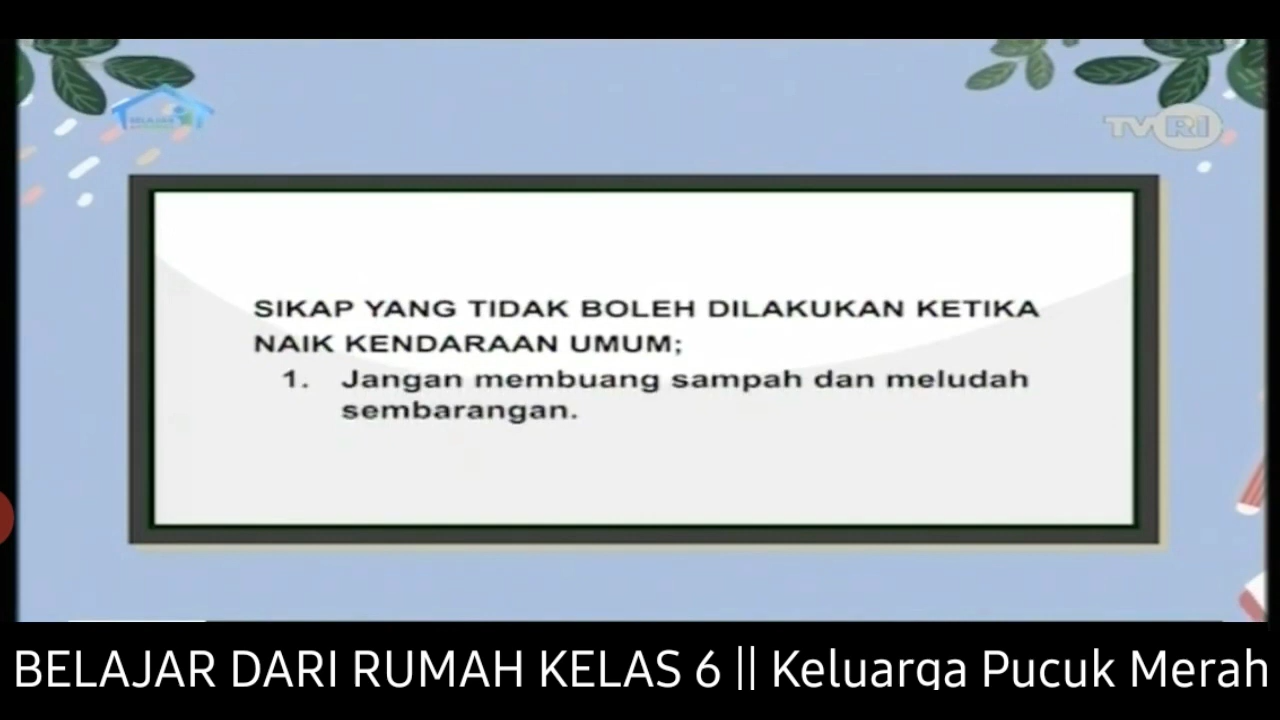 BELAJAR
TVRI
SIKAP YANG TIDAK BOLEH DILAKUKAN KETIKA
NAIK KENDARAAN UMUM;
1. Jangan membuang sampah dan meludah
sembarangan.
BELAJAR DARI RUMAH KELAS 6 || Keluarga Pucuk Merah